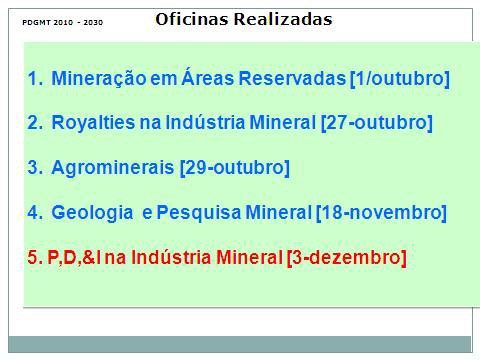 PDGMT 2010 - 2030 Oficinas Realizadas
1. Mineração em Áreas Reservadas [1/outubro]
2. Royalties na Indústria Mineral [27-outubro]
3. Agrominerais [29-outubro]
4. Geologia e Pesquisa Mineral [18-novembro]
5. P,D,&I na Indústria Mineral [3-dezembro]